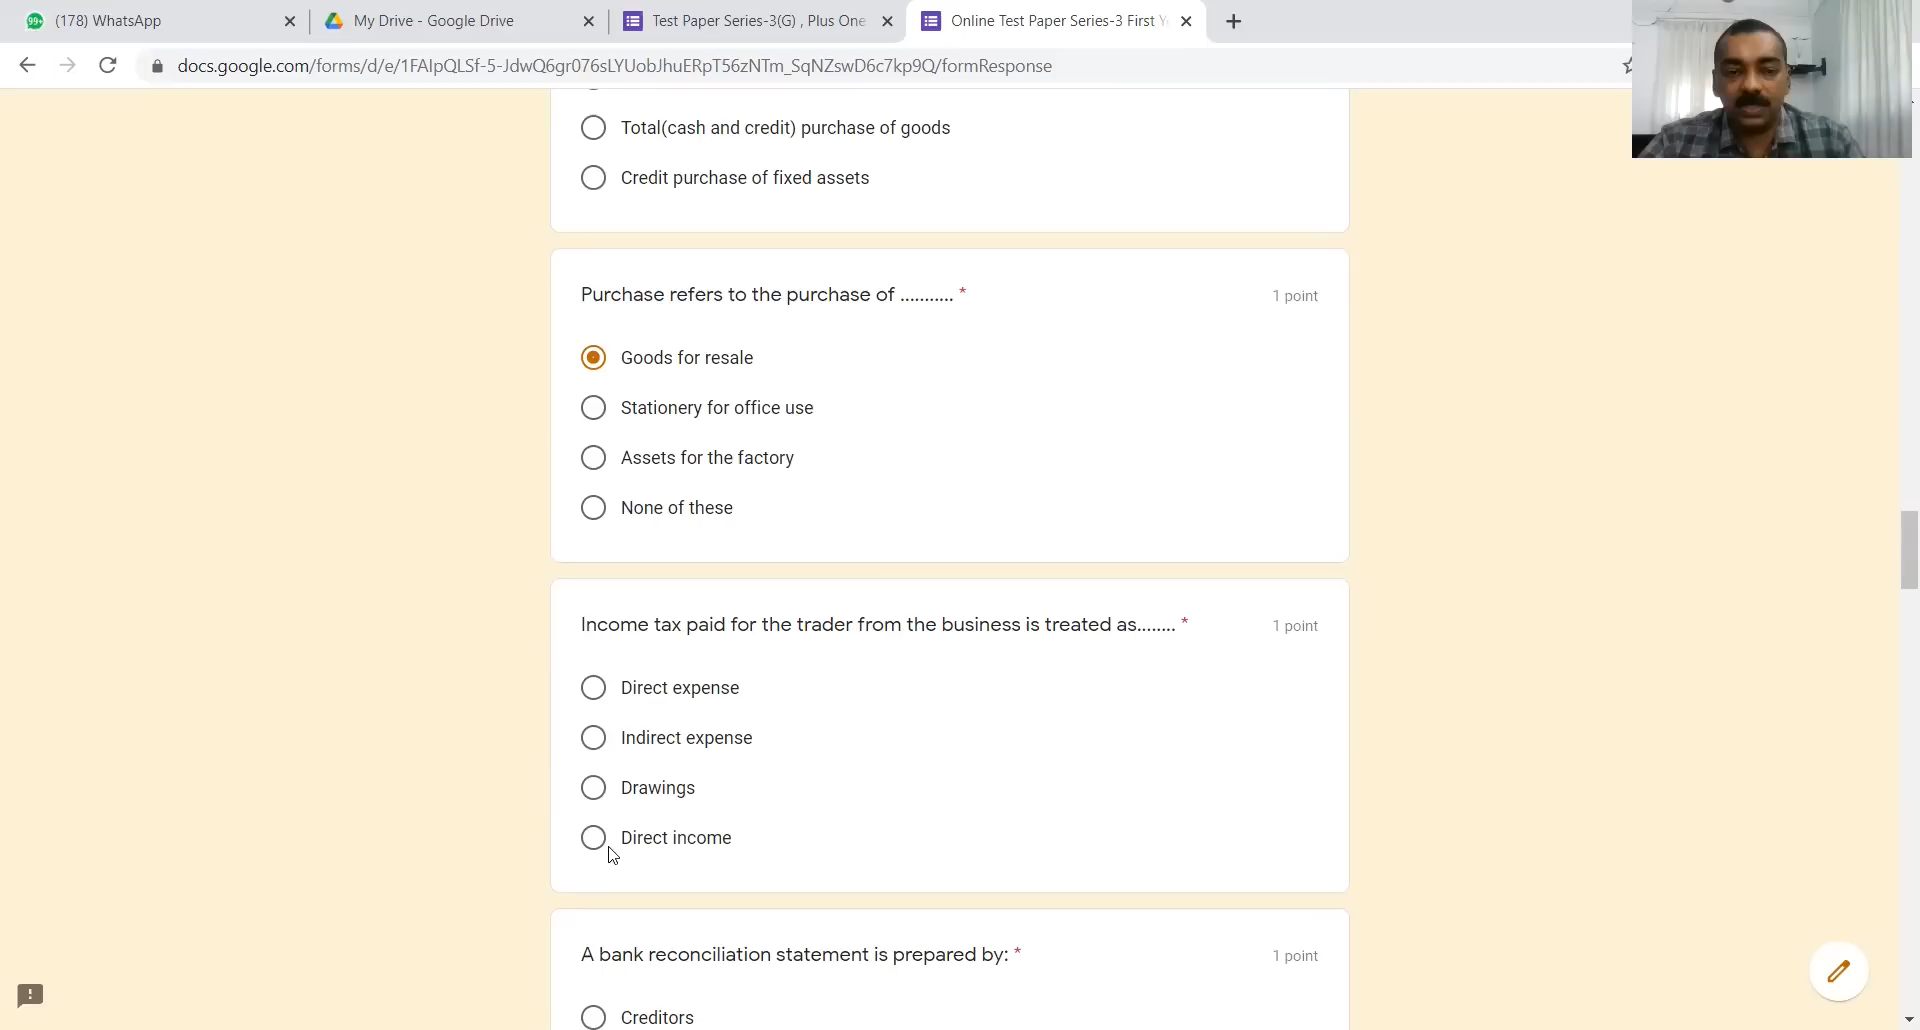 99+ (178) WhatsApp
My Drive - Google Drive
Test Paper Series-3(G) , Plus One
Online Test Paper Series-3 First Y
docs.google.com/forms/d/e/1FAIpQLSf-5-JdwQ6gr076sLYUobJhuERpT56zNTm_SqNZswD6c7kp9Q/formResponse
Total(cash and credit) purchase of goods
Credit purchase of fixed assets
Purchase refers to the purchase of ........... *
1 point
Goods for resale
Stationery for office use
Assets for the factory
None of these
Income tax paid for the trader from the business is treated as........ *
1 point
Direct expense
Indirect expense
Drawings
Direct income
A bank reconciliation statement is prepared by: *
1 point
Creditors